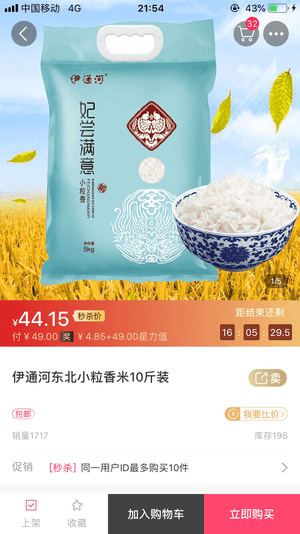 中国移动 4G
21:54
43%
32
伊通河
妃尝满意
小粒香
净含量
5kg
1/5
¥44.15 秒杀价
付¥49.00 奖 ¥4.85+49.00星力值
距结束还剩
16 : 05 : 29.5
伊通河东北小粒香米10斤装
卖
包邮
我要比价>
销量1717
库存198
促销 [秒杀] 同一用户ID最多购买10件
上架
收藏
加入购物车
立即购买